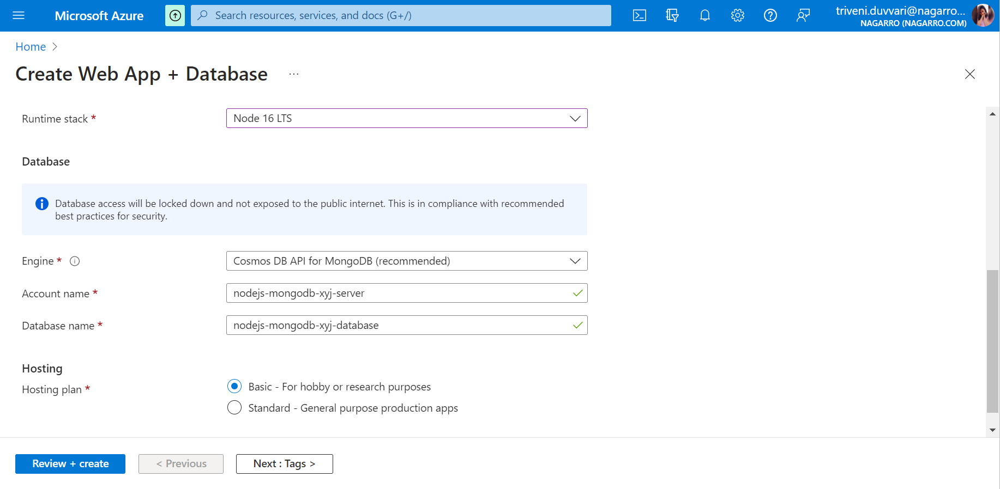 Microsoft Azure
Search resources, services, and docs (G+/)
triveni.duvvari@nagarro...
NAGARRO (NAGARRO.COM)
Home >
Create Web App + Database ...
Runtime stack * Node 16 LTS
Database
Database access will be locked down and not exposed to the public internet. This is in compliance with recommended
best practices for security.
Engine * Cosmos DB API for MongoDB (recommended)
Account name * nodejs-mongodb-xyj-server
Database name * nodejs-mongodb-xyj-database
Hosting
Hosting plan * Basic - For hobby or research purposes
Standard - General purpose production apps
Review + create < Previous Next : Tags >